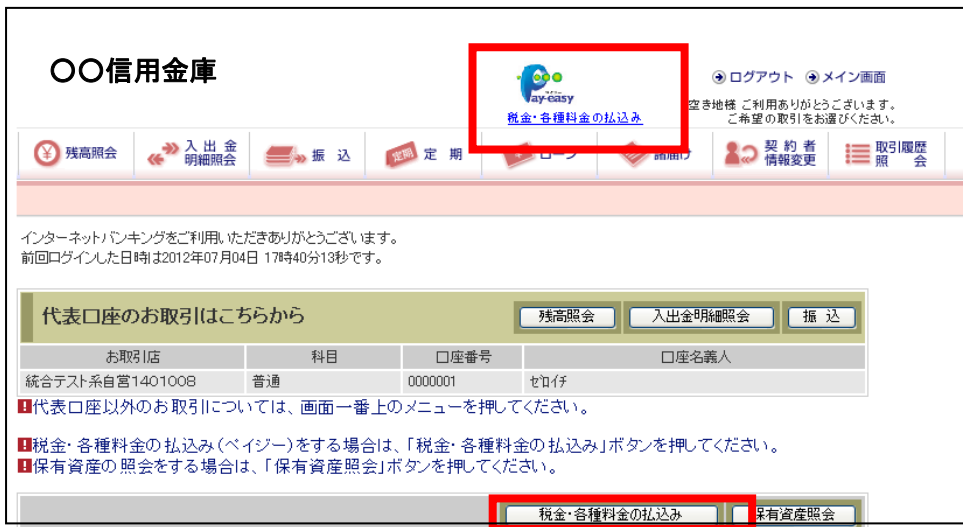 〇〇信用金庫
Pay-easy
税金・各種料金の払込み
ログアウト メイン画面
空き地様 ご利用ありがとうございます。
ご希望の取引をお選びください。
残高照会 入出金明細照会 振込 定期 定期 ローン 諸届け 契約者情報変更 取引履歴照会
インターネットバンキングをご利用いただきありがとうございます。
前回ログインした日時は2012年07月04日 17時40分13秒です。
代表口座のお取引はこちらから 残高照会 入出金明細照会 振込
お取引店 科目 口座番号 口座名義人
統合テスト系自営1401008 普通 0000001 ゼロイチ
代表口座以外のお取引については、画面一番上のメニューを押してください。
税金・各種料金の払込み(ペイジー)をする場合は、「税金・各種料金の払込み」ボタンを押してください。
保有資産の照会をする場合は、「保有資産照会」ボタンを押してください。
税金・各種料金の払込み 保有資産照会